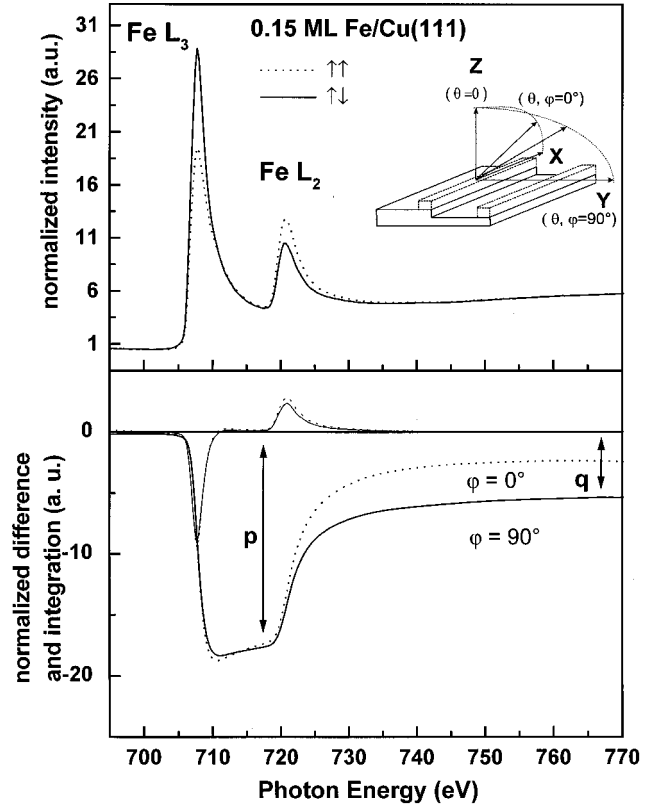 0.15 ML Fe/Cu(111)
Fe L3
↑↑
↑↓
Fe L2
Z
(θ=0)
(θ, φ=0°)
X
Y
(θ, φ=90°)
normalized intensity (a.u.)
31
26
21
16
11
6
1
0
-10
-20
normalized difference
and integration (a. u.)
p
q
φ = 0°
φ = 90°
700 710 720 730 740 750 760 770
Photon Energy (eV)